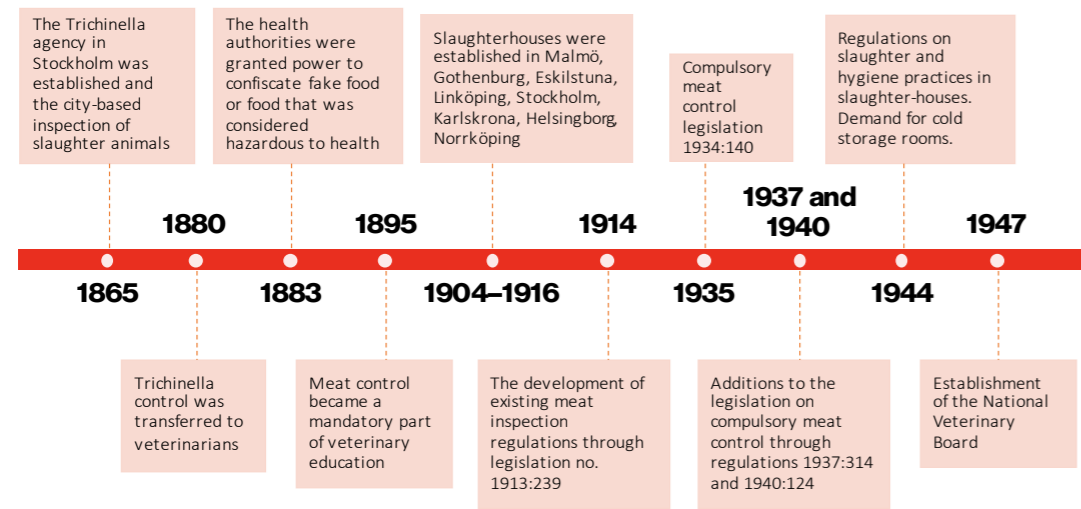 The Trichinella
agency in
Stockholm was
established and
the city-based
inspection of
slaughter animals
The health
authorities were
granted power to
confiscate fake food
or food that was
considered
hazardous to health
Slaughterhouses were
established in Malmö,
Gothenburg, Eskilstuna,
Linköping, Stockholm,
Karlskrona, Helsingborg,
Norrköping
Compulsory
meat
control
legislation
1934:140
Regulations on
slaughter and
hygiene practices in
slaughter-houses.
Demand for cold
storage rooms.
1880
1895
1914
1937 and
1940
1947
1865
1883
1904–1916
1935
1944
Trichinella
control was
transferred to
veterinarians
Meat control
became a
mandatory part
of veterinary
education
The development of
existing meat
inspection
regulations through
legislation no.
1913:239
Additions to the
legislation on
compulsory meat
control through
regulations 1937:314
and 1940:124
Establishment
of the National
Veterinary
Board